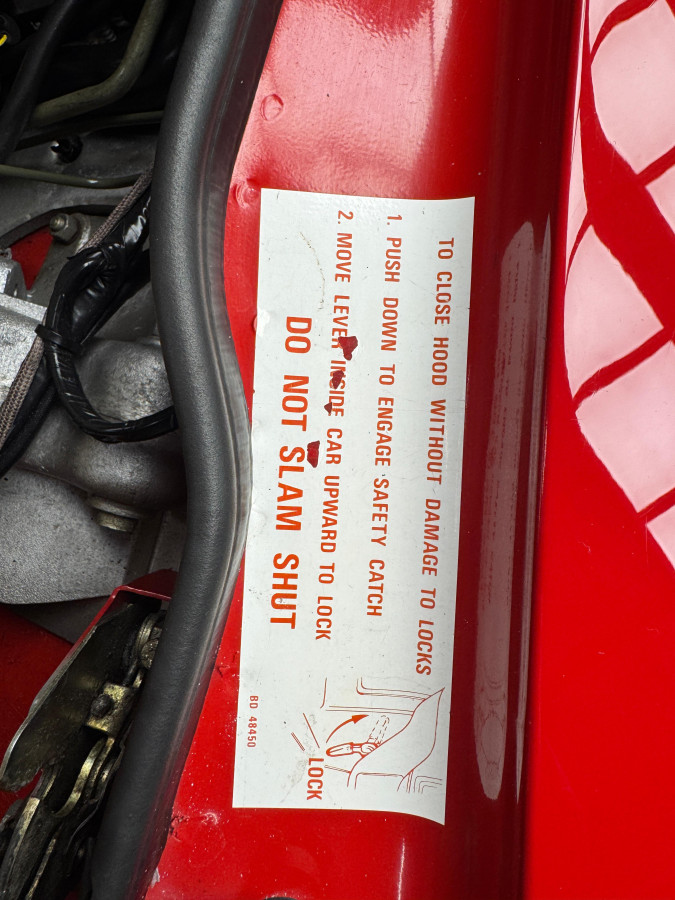 TO CLOSE HOOD WITHOUT DAMAGE TO LOCKS
1. PUSH DOWN TO ENGAGE SAFETY CATCH
2. MOVE LEVER INSIDE CAR UPWARD TO LOCK
DO NOT SLAM SHUT
LOCK
BD 48450